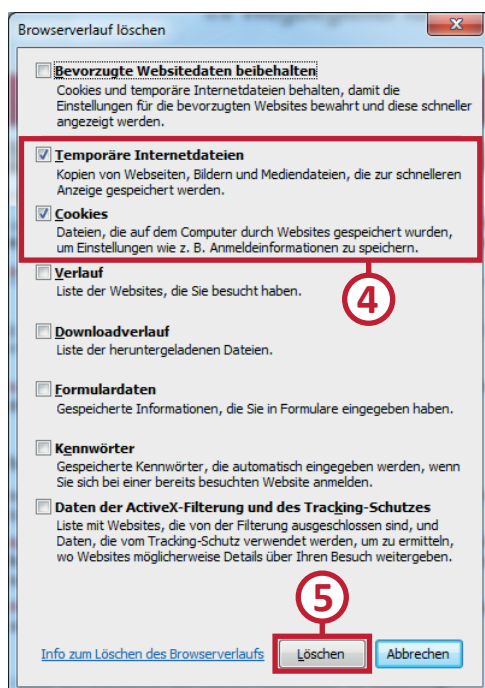 Browserverlauf löschen
x
Bevorzugte Websitedaten beibehalten
Cookies und temporäre Internetdateien behalten, damit die
Einstellungen für die bevorzugten Websites bewahrt und diese schneller
angezeigt werden.
Temporäre Internetdateien
Kopien von Webseiten, Bildern und Mediendateien, die zur schnelleren
Anzeige gespeichert werden.
Cookies
Dateien, die auf dem Computer durch Websites gespeichert wurden,
um Einstellungen wie z. B. Anmeldeinformationen zu speichern.
Verlauf
Liste der Websites, die Sie besucht haben.
4
Downloadverlauf
Liste der heruntergeladenen Dateien.
Formulardaten
Gespeicherte Informationen, die Sie in Formulare eingegeben haben.
Kennwörter
Gespeicherte Kennwörter, die automatisch eingegeben werden, wenn
Sie sich bei einer bereits besuchten Website anmelden.
Daten der ActiveX-Filterung und des Tracking-Schutzes
Liste mit Websites, die von der Filterung ausgeschlossen sind, und
Daten, die vom Tracking-Schutz verwendet werden, um zu ermitteln,
wo Websites möglicherweise Details über Ihren Besuch weitergeben.
5
Info zum Löschen des Browserverlaufs Löschen Abbrechen